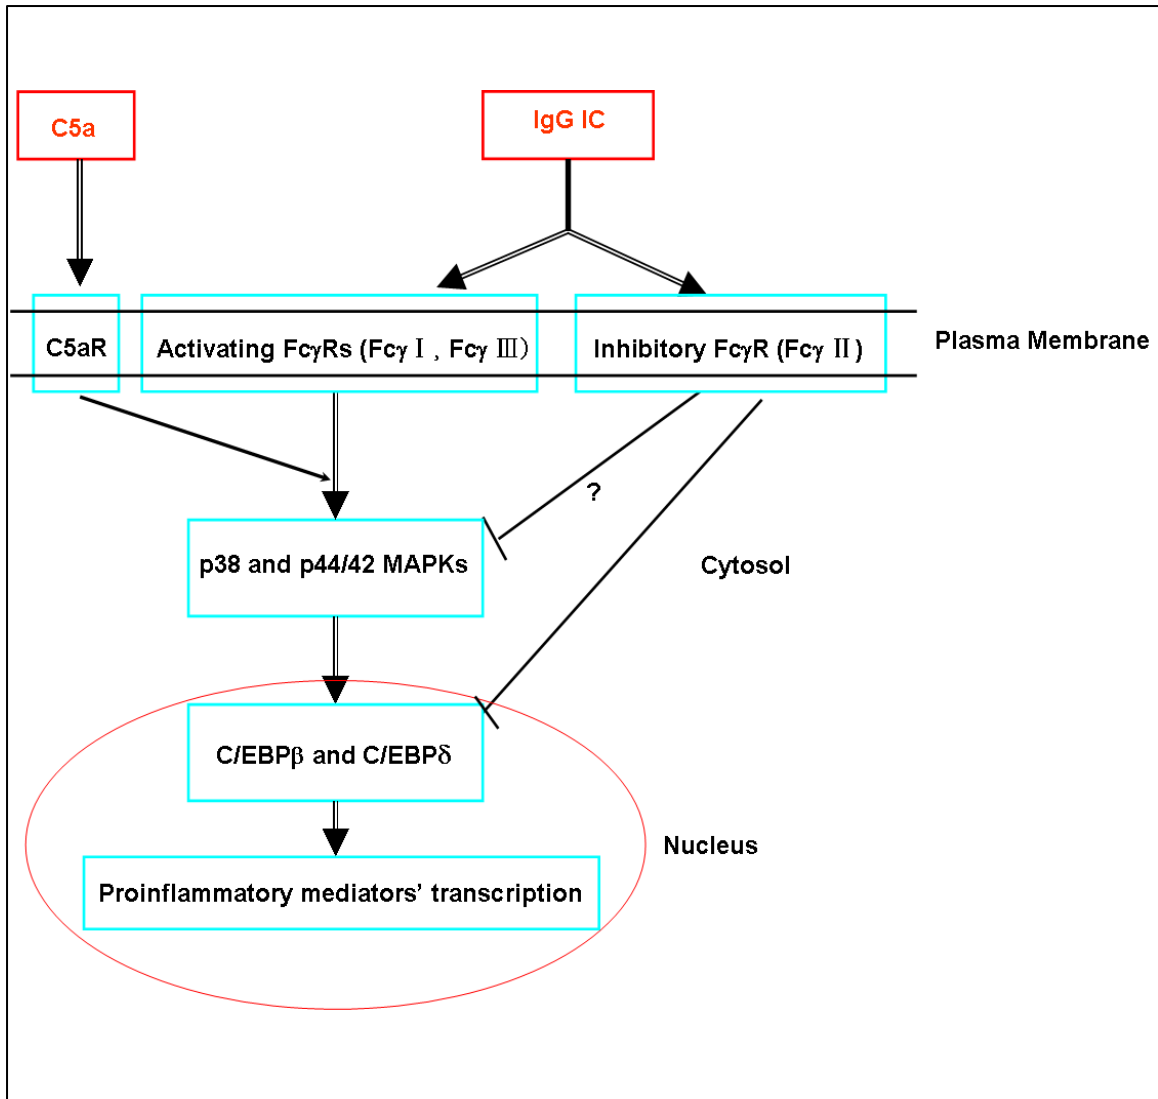 C5a
IgG IC
C5aR
Activating FcγRs (Fcγ Ⅰ , Fcγ Ⅲ)
Inhibitory FcγR (Fcγ Ⅱ)
Plasma Membrane
?
p38 and p44/42 MAPKs
Cytosol
C/EBPβ and C/EBPδ
Nucleus
Proinflammatory mediators’ transcription